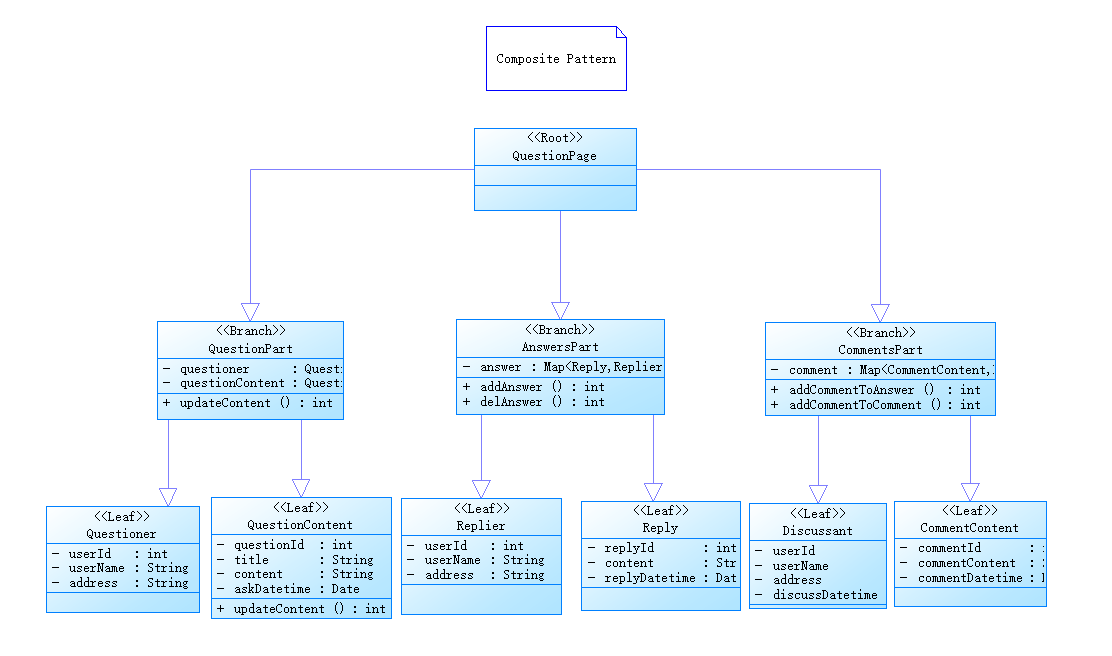 Composite Pattern
<<Root>>
QuestionPage
<<Branch>>
QuestionPart
- questioner : Questi
- questionContent : Questi
+ updateContent () : int
<<Branch>>
AnswersPart
- answer : Map<Reply,Replier
+ addAnswer () : int
+ delAnswer () : int
<<Branch>>
CommentsPart
- comment : Map<CommentContent,
+ addCommentToAnswer () : int
+ addCommentToComment () : int
<<Leaf>>
Questioner
- userId : int
- userName : String
- address : String
<<Leaf>>
QuestionContent
- questionId : int
- title : String
- content : String
- askDatetime : Date
+ updateContent () : int
<<Leaf>>
Replier
- userId : int
- userName : String
- address : String
<<Leaf>>
Reply
- replyId : int
- content : Str
- replyDatetime : Dat
<<Leaf>>
Discussant
- userId
- userName
- address
- discussDatetime
<<Leaf>>
CommentContent
- commentId :
- commentContent :
- commentDatetime :